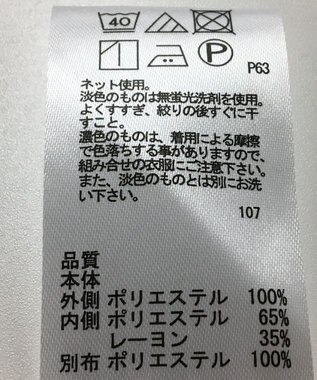 40
P
P63
ネット使用。
淡色のものは無蛍光洗剤を使用。
よくすすぎ、絞りの後すぐに干
すこと。
濃色のものは、着用による摩擦
で色落ちする事がありますので、
組み合せの衣服にご注意下さい。
また、淡色のものとは別にお洗
い下さい。
107
品質
本体
外側 ポリエステル 100%
内側 ポリエステル 65%
レーヨン 35%
別布 ポリエステル 100%